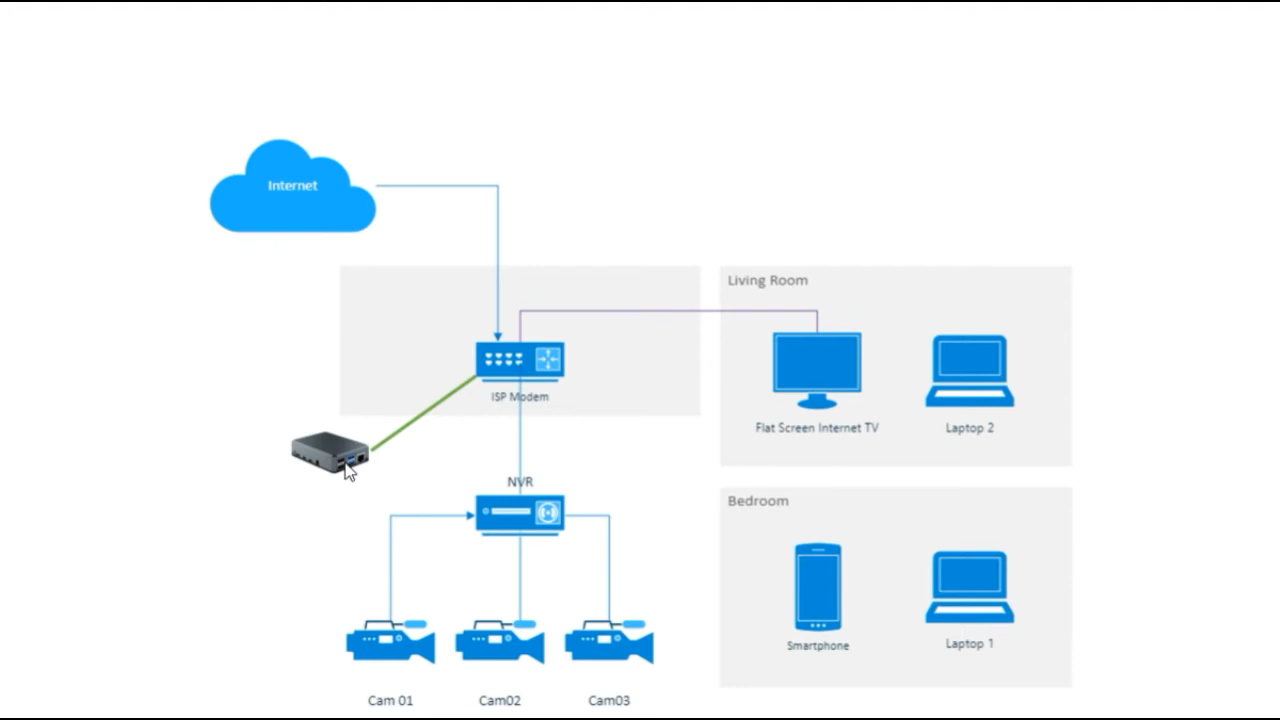 Internet
Living Room
ISP Modem
Flat Screen Internet TV
Laptop 2
NVR
Bedroom
Smartphone
Laptop 1
Cam 01
Cam02
Cam03